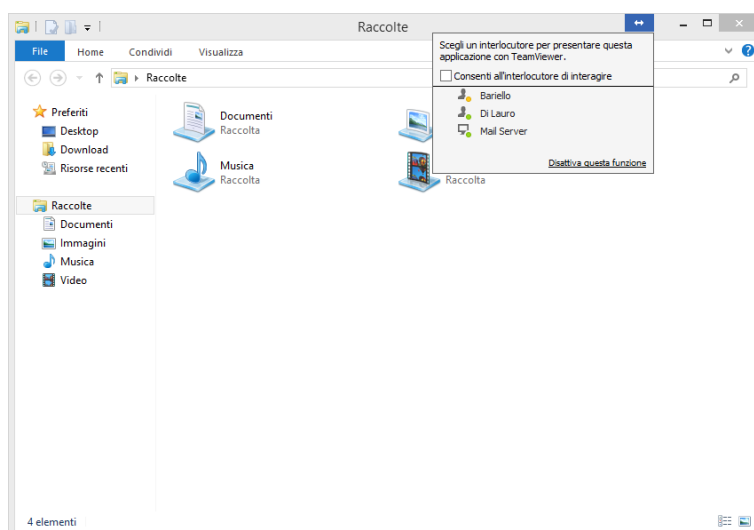 Raccolte
File Home Condividi Visualizza
Raccolte
Scegli un interlocutore per presentare questa
applicazione con TeamViewer.
Consenti all'interlocutore di interagire
Bariello
Di Lauro
Mail Server
Disattiva questa funzione
Preferiti
Desktop
Download
Risorse recenti
Raccolte
Documenti
Immagini
Musica
Video
Documenti
Raccolta
Musica
Raccolta
Raccolta
4 elementi